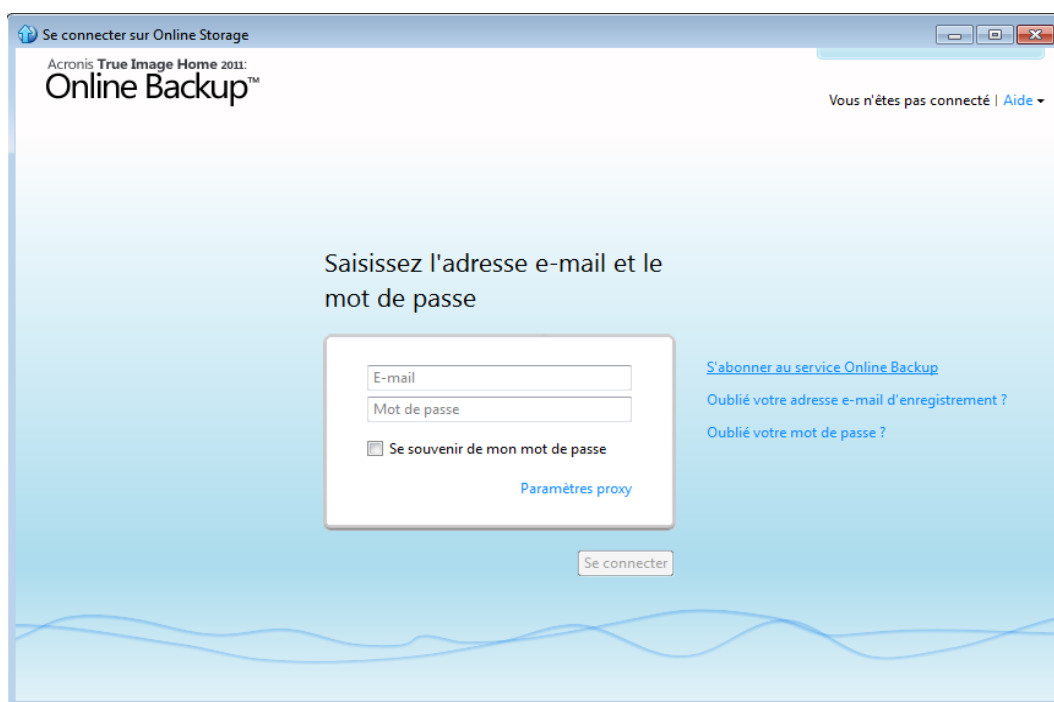 Se connecter sur Online Storage
Acronis True Image Home 2011:
Online Backup™
Vous n'êtes pas connecté | Aide
Saisissez l'adresse e-mail et le
mot de passe
E-mail
Mot de passe
Se souvenir de mon mot de passe
Paramètres proxy
Se connecter
S'abonner au service Online Backup
Oublié votre adresse e-mail d'enregistrement ?
Oublié votre mot de passe ?